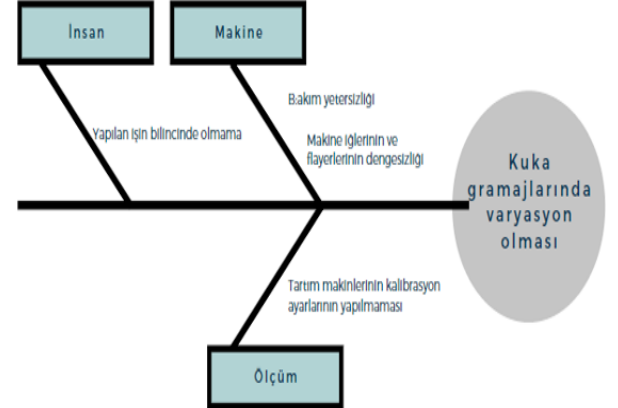 İnsan
Makine
Yapılan işin bilincinde olmama
Bakım yetersizliği
Makine iğlerinin ve
flayerlerinin dengesizliği
Kuka
gramajlarında
varyasyon
olması
Tartım makinlerinin kalibrasyon
ayarlarının yapılmaması
Ölçüm